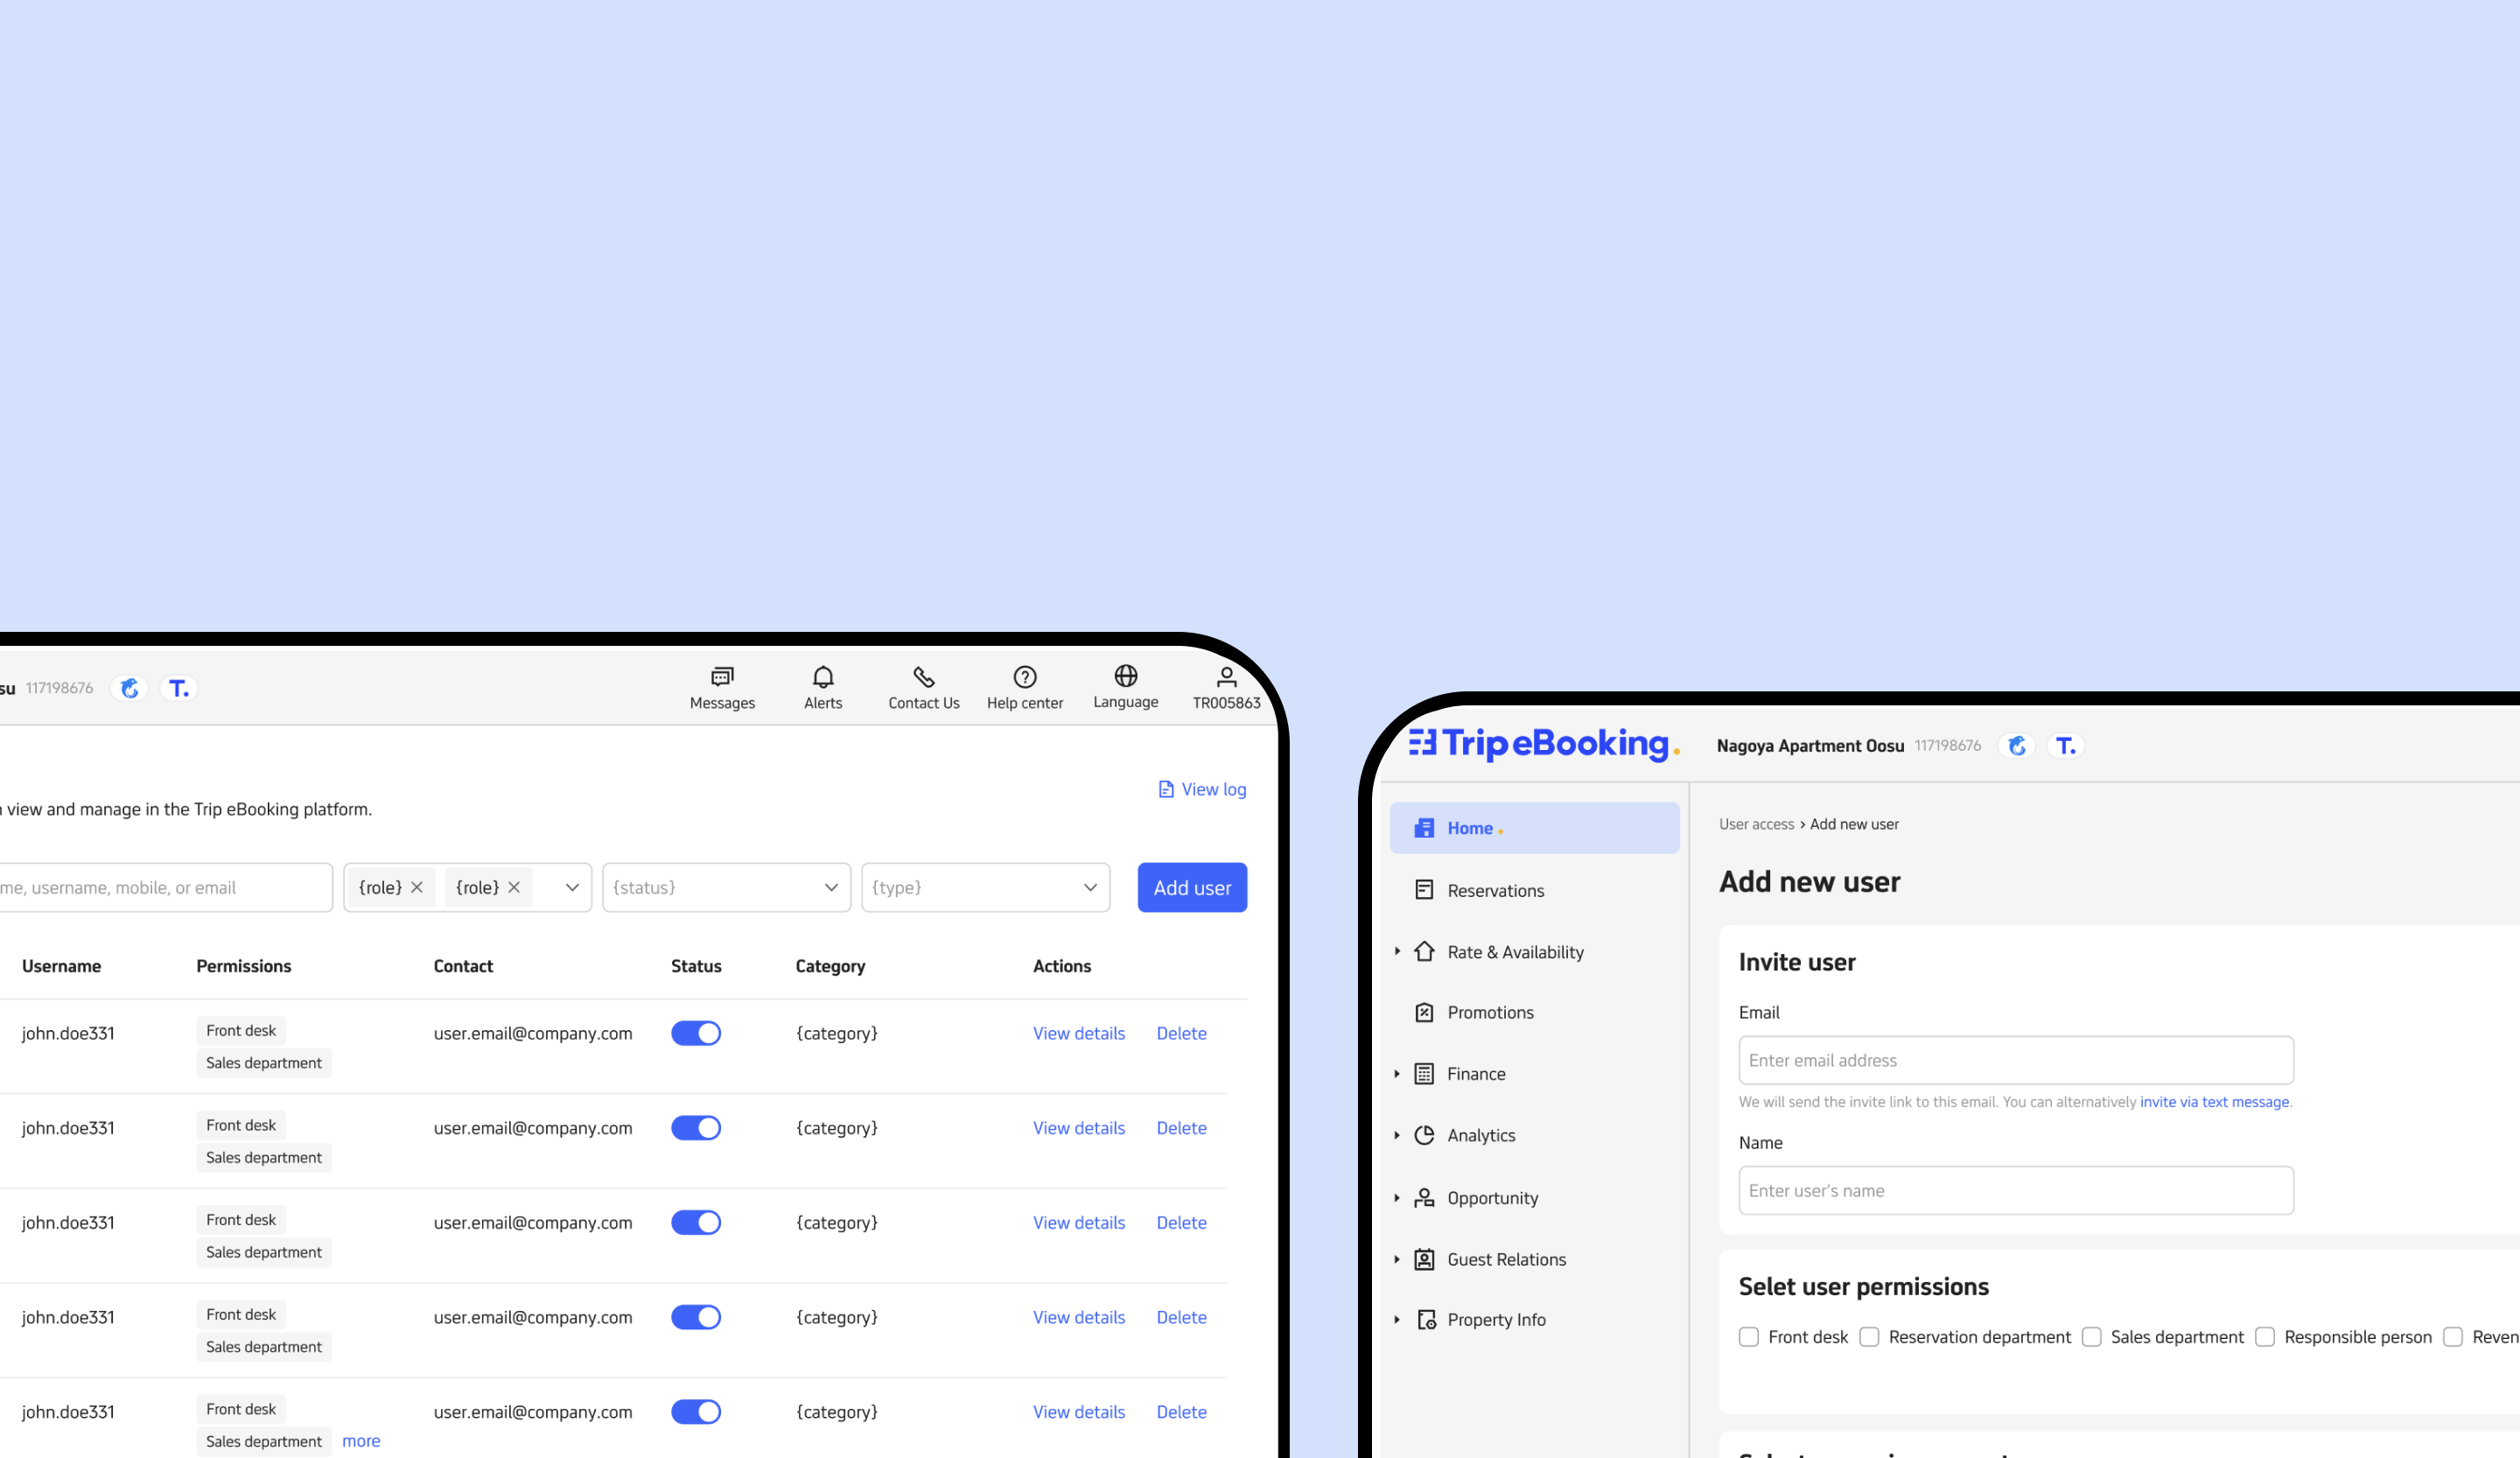 su 117198676 T.
Messages Alerts Contact Us Help center Language TR005863
View log
view and manage in the Trip eBooking platform.
me, username, mobile, or email {role} {role} {status} {type} Add user
Username Permissions Contact Status Category Actions
john.doe331 Front desk user.email@company.com {category} View details Delete
Sales department
john.doe331 Front desk user.email@company.com {category} View details Delete
Sales department
john.doe331 Front desk user.email@company.com {category} View details Delete
Sales department
john.doe331 Front desk user.email@company.com {category} View details Delete
Sales department
john.doe331 Front desk user.email@company.com {category} View details Delete
Sales department more
Trip eBooking. Nagoya Apartment Oosu 117198676 T.
Home
Reservations
Rate & Availability
Promotions
Finance
Analytics
Opportunity
Guest Relations
Property Info
User access › Add new user
Add new user
Invite user
Email
Enter email address
We will send the invite link to this email. You can alternatively invite via text message.
Name
Enter user's name
Selet user permissions
Front desk Reservation department Sales department Responsible person Reven